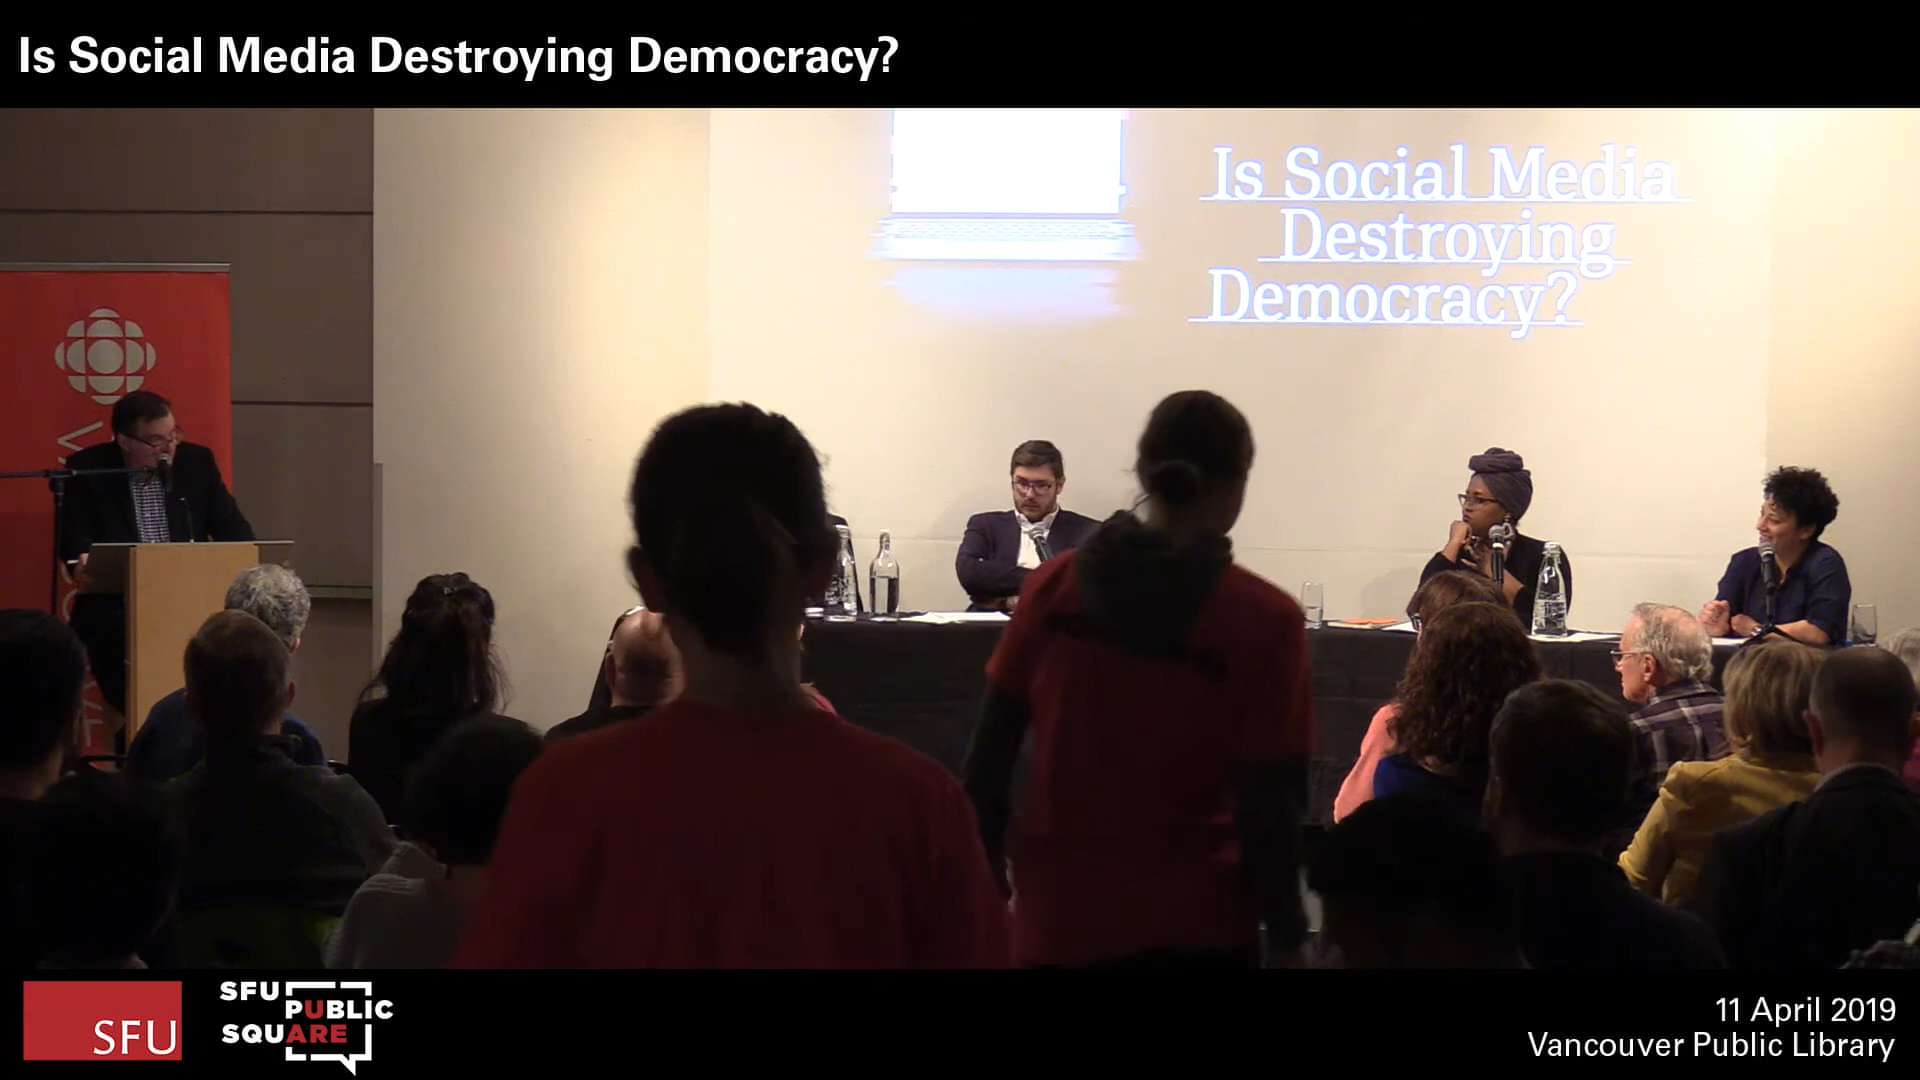 Is Social Media Destroying Democracy?
Is Social Media
Destroying
Democracy?
SFU
SFU
PUBLIC
SQUARE
11 April 2019
Vancouver Public Library